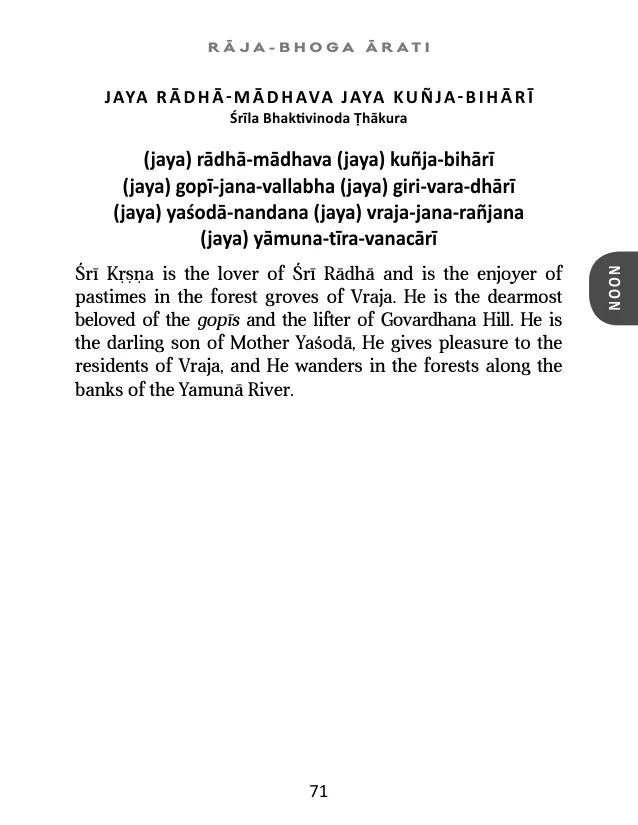 RĀJA-BHOGA ĀRATI
JAYA RĀDHĀ-MĀDHAVA JAYA KUÑJA-BIHĀRĪ
Śrīla Bhaktivinoda Ṭhākura
(jaya) rādhā-mādhava (jaya) kuñja-bihārī
(jaya) gopī-jana-vallabha (jaya) giri-vara-dhārī
(jaya) yaśodā-nandana (jaya) vraja-jana-rañjana
(jaya) yāmuna-tīra-vanacārī
Śrī Kṛṣṇa is the lover of Śrī Rādhā and is the enjoyer of
pastimes in the forest groves of Vraja. He is the dearmost
beloved of the gopīs and the lifter of Govardhana Hill. He is
the darling son of Mother Yaśodā, He gives pleasure to the
residents of Vraja, and He wanders in the forests along the
banks of the Yamunā River.
NOON
71